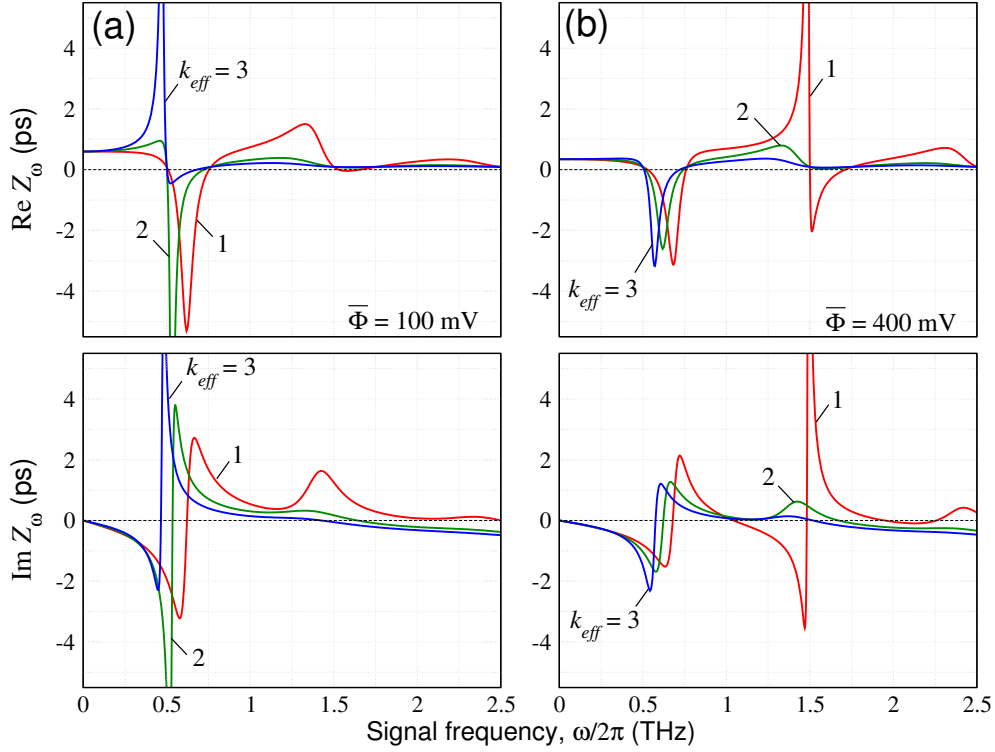 (a)
Re Z_ω (ps)
4
2
0
-2
-4
k_eff = 3
2
1
Φ̅ = 100 mV
(b)
4
2
0
-2
-4
1
2
k_eff = 3
Φ̅ = 400 mV
Im Z_ω (ps)
4
2
0
-2
-4
k_eff = 3
1
2
0 0.5 1 1.5 2 2.5
4
2
0
-2
-4
1
2
k_eff = 3
0 0.5 1 1.5 2 2.5
Signal frequency, ω/2π (THz)